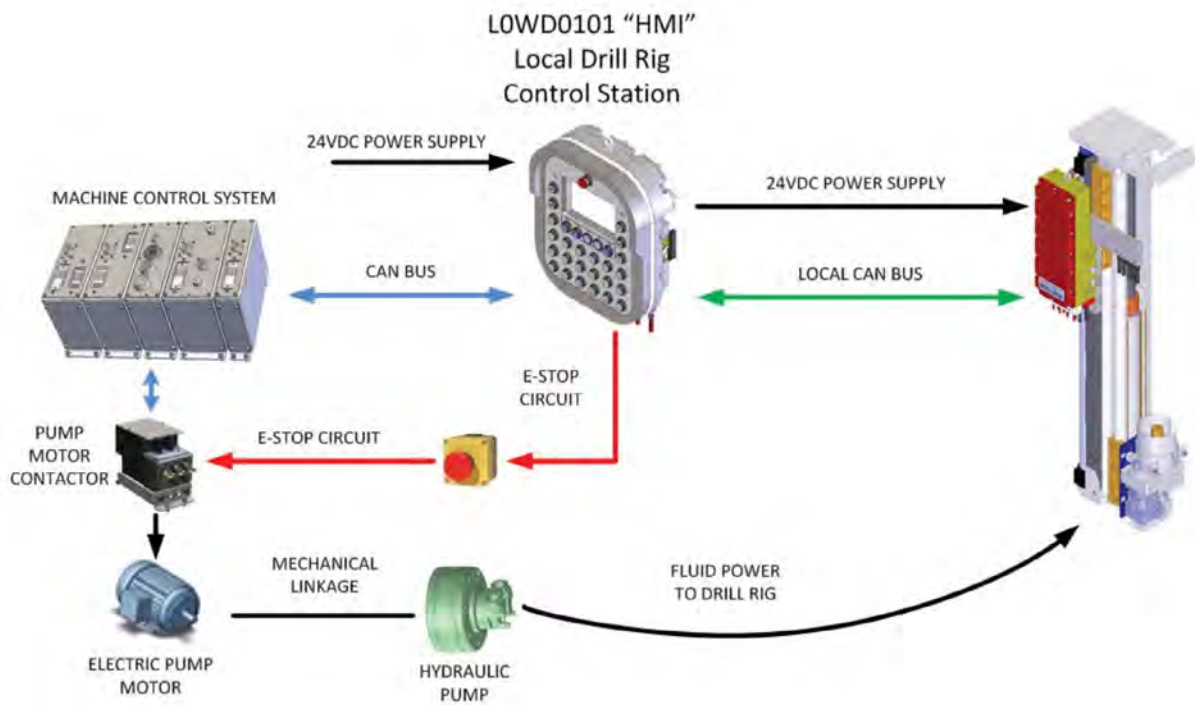 L0WD0101 “HMI”
Local Drill Rig
Control Station
24VDC POWER SUPPLY
MACHINE CONTROL SYSTEM
24VDC POWER SUPPLY
CAN BUS
LOCAL CAN BUS
E-STOP
CIRCUIT
PUMP
MOTOR
CONTACTOR
E-STOP CIRCUIT
MECHANICAL
LINKAGE
FLUID POWER
TO DRILL RIG
ELECTRIC PUMP
MOTOR
HYDRAULIC
PUMP